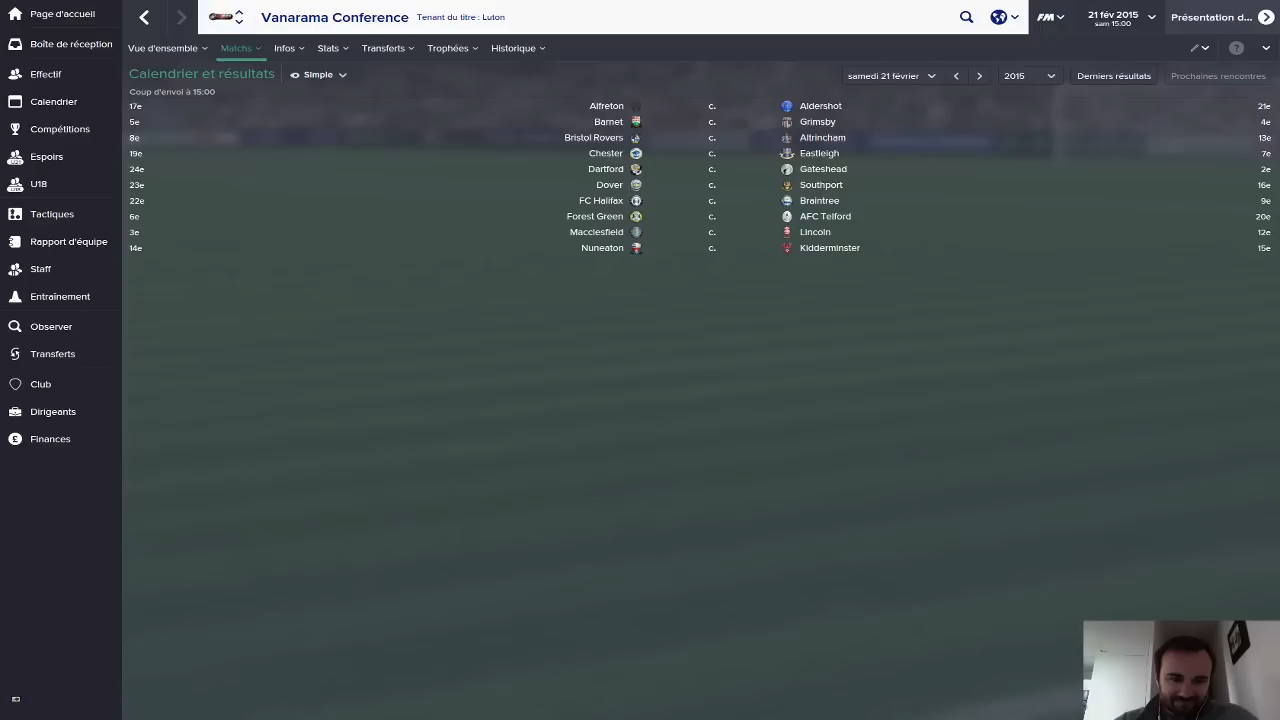 Page d'accueil
Boîte de réception
Effectif
Calendrier
Compétitions
Espoirs
U18
Tactiques
Rapport d'équipe
Staff
Entraînement
Observer
Transferts
Club
Dirigeants
Finances
Vanarama Conference Tenant du titre : Luton
FM
21 fév 2015
sam 15:00
Présentation d...
Vue d'ensemble Matchs Infos Stats Transferts Trophées Historique ?
Calendrier et résultats Simple samedi 21 février 2015 Derniers résultats Prochaines rencontres
Coup d'envoi à 15:00
17e Alfreton c. Aldershot 21e
5e Barnet c. Grimsby 4e
8e Bristol Rovers c. Altrincham 13e
19e Chester c. Eastleigh 7e
24e Dartford c. Gateshead 2e
23e Dover c. Southport 16e
22e FC Halifax c. Braintree 9e
6e Forest Green c. AFC Telford 20e
3e Macclesfield c. Lincoln 12e
14e Nuneaton c. Kidderminster 15e